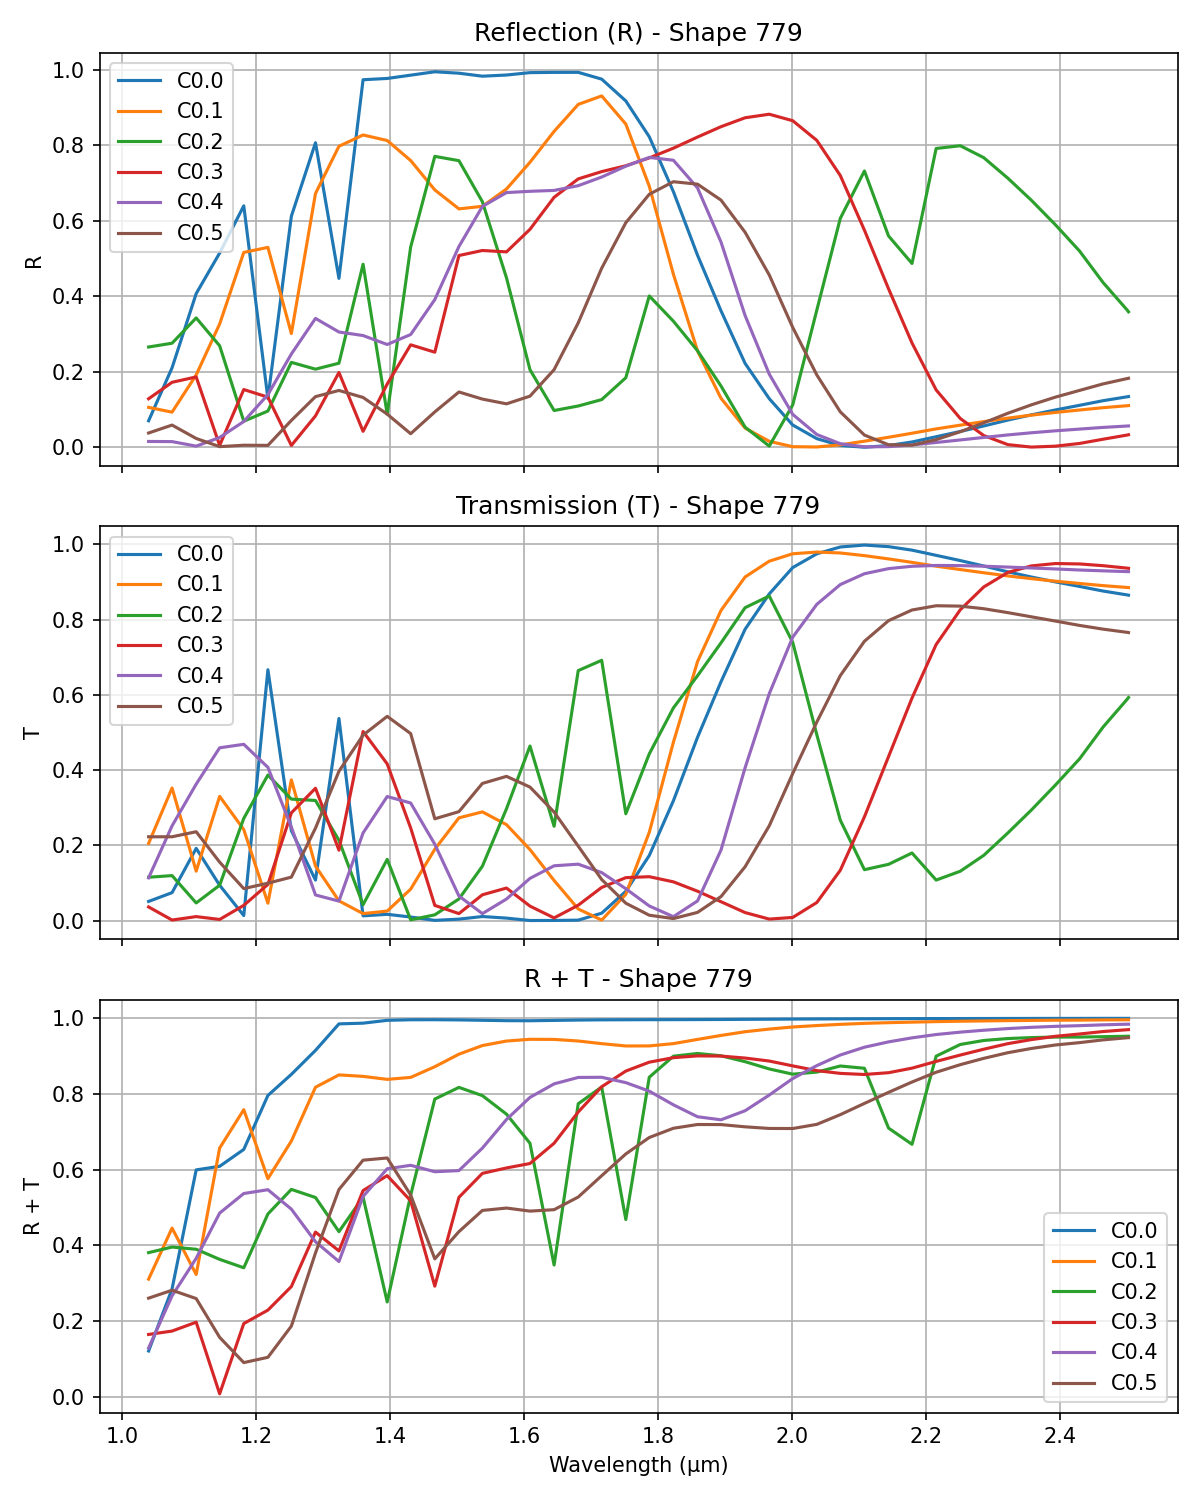 Reflection (R) - Shape 779
1.0
0.8
0.6
0.4
0.2
0.0
R
C0.0
C0.1
C0.2
C0.3
C0.4
C0.5
Transmission (T) - Shape 779
1.0
0.8
0.6
0.4
0.2
0.0
T
C0.0
C0.1
C0.2
C0.3
C0.4
C0.5
R + T - Shape 779
1.0
0.8
0.6
0.4
0.2
0.0
R + T
C0.0
C0.1
C0.2
C0.3
C0.4
C0.5
1.0 1.2 1.4 1.6 1.8 2.0 2.2 2.4
Wavelength (µm)